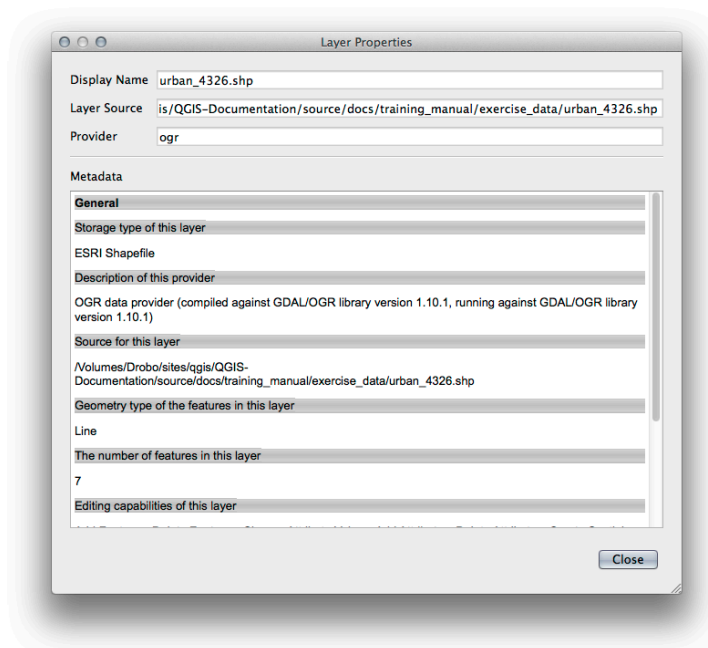 Layer Properties
Display Name urban_4326.shp
Layer Source is/QGIS-Documentation/source/docs/training_manual/exercise_data/urban_4326.shp
Provider ogr
Metadata
General
Storage type of this layer
ESRI Shapefile
Description of this provider
OGR data provider (compiled against GDAL/OGR library version 1.10.1, running against GDAL/OGR library
version 1.10.1)
Source for this layer
/Volumes/Drobo/sites/qgis/QGIS-
Documentation/source/docs/training_manual/exercise_data/urban_4326.shp
Geometry type of the features in this layer
Line
The number of features in this layer
7
Editing capabilities of this layer
Close